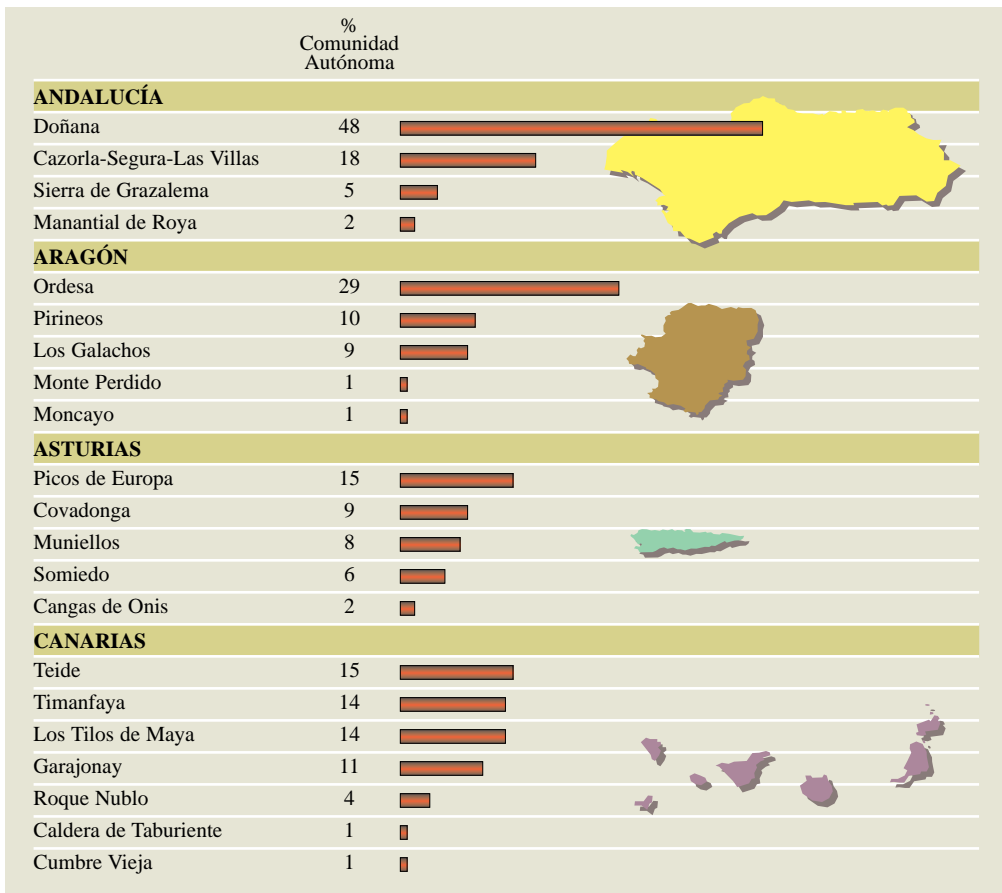 %
Comunidad
Autónoma
ANDALUCÍA
Doñana 48
Cazorla-Segura-Las Villas 18
Sierra de Grazalema 5
Manantial de Roya 2
ARAGÓN
Ordesa 29
Pirineos 10
Los Galachos 9
Monte Perdido 1
Moncayo 1
ASTURIAS
Picos de Europa 15
Covadonga 9
Muniellos 8
Somiedo 6
Cangas de Onis 2
CANARIAS
Teide 15
Timanfaya 14
Los Tilos de Maya 14
Garajonay 11
Roque Nublo 4
Caldera de Taburiente 1
Cumbre Vieja 1